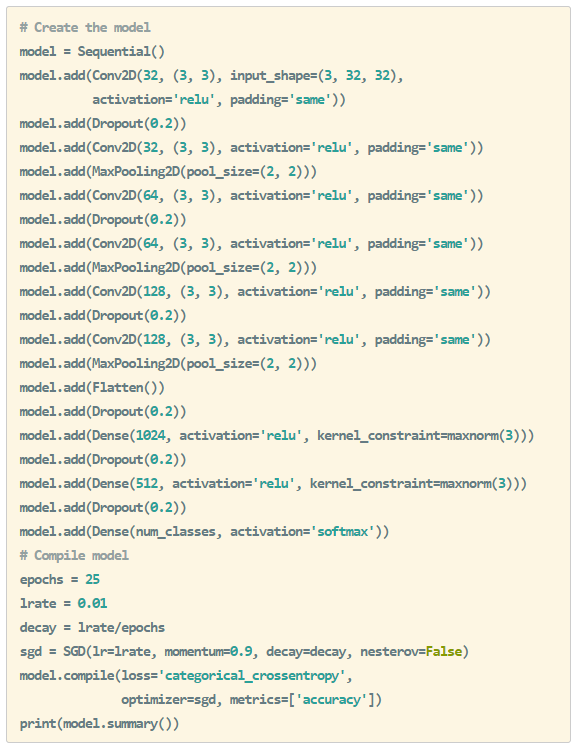 # Create the model
model = Sequential()
model.add(Conv2D(32, (3, 3), input_shape=(3, 32, 32),
          activation='relu', padding='same'))
model.add(Dropout(0.2))
model.add(Conv2D(32, (3, 3), activation='relu', padding='same'))
model.add(MaxPooling2D(pool_size=(2, 2)))
model.add(Conv2D(64, (3, 3), activation='relu', padding='same'))
model.add(Dropout(0.2))
model.add(Conv2D(64, (3, 3), activation='relu', padding='same'))
model.add(MaxPooling2D(pool_size=(2, 2)))
model.add(Conv2D(128, (3, 3), activation='relu', padding='same'))
model.add(Dropout(0.2))
model.add(Conv2D(128, (3, 3), activation='relu', padding='same'))
model.add(MaxPooling2D(pool_size=(2, 2)))
model.add(Flatten())
model.add(Dropout(0.2))
model.add(Dense(1024, activation='relu', kernel_constraint=maxnorm(3)))
model.add(Dropout(0.2))
model.add(Dense(512, activation='relu', kernel_constraint=maxnorm(3)))
model.add(Dropout(0.2))
model.add(Dense(num_classes, activation='softmax'))
# Compile model
epochs = 25
lrate = 0.01
decay = lrate/epochs
sgd = SGD(lr=lrate, momentum=0.9, decay=decay, nesterov=False)
model.compile(loss='categorical_crossentropy',
              optimizer=sgd, metrics=['accuracy'])
print(model.summary())